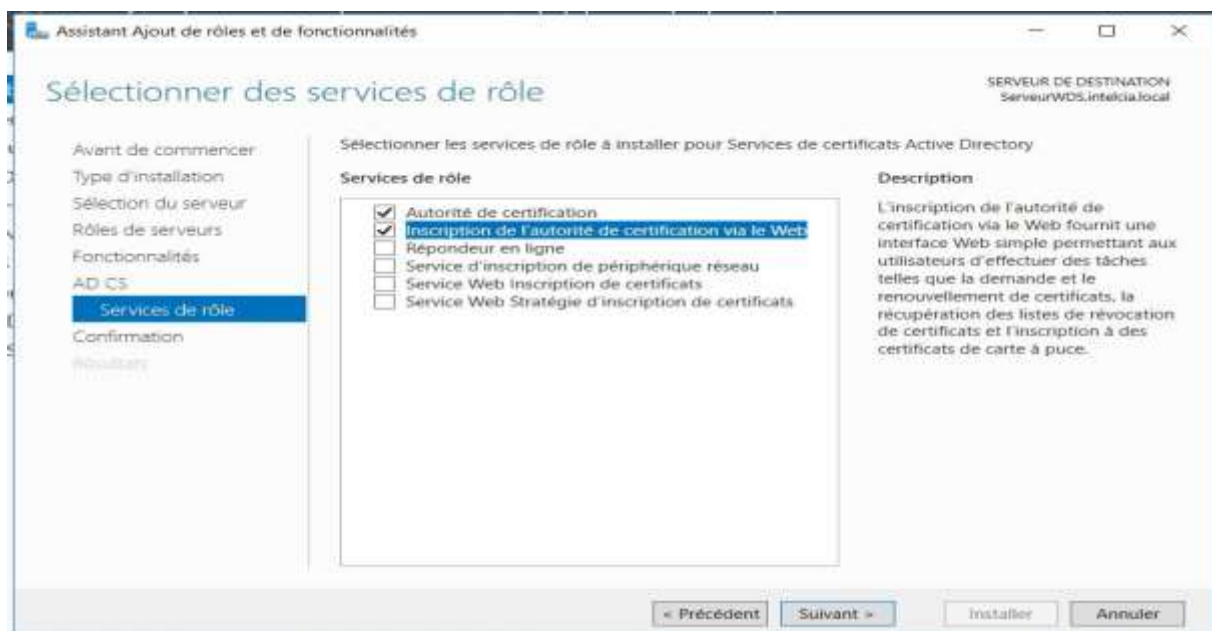 Assistant Ajout de rôles et de fonctionnalités
Sélectionner des services de rôle
SERVEUR DE DESTINATION
ServeurWDS.intelcia.local
Avant de commencer
Type d'installation
Sélection du serveur
Rôles de serveurs
Fonctionnalités
AD CS
Services de rôle
Confirmation
Résultats
Sélectionner les services de rôle à installer pour Services de certificats Active Directory
Services de rôle
Autorité de certification
Inscription de l'autorité de certification via le Web
Répondeur en ligne
Service d'inscription de périphérique réseau
Service Web Inscription de certificats
Service Web Stratégie d'inscription de certificats
Description
L'inscription de l'autorité de
certification via le Web fournit une
interface Web simple permettant aux
utilisateurs d'effectuer des tâches
telles que la demande et le
renouvellement de certificats, la
récupération des listes de révocation
de certificats et l'inscription à des
certificats de carte à puce.
< Précédent
Suivant >
Installer
Annuler